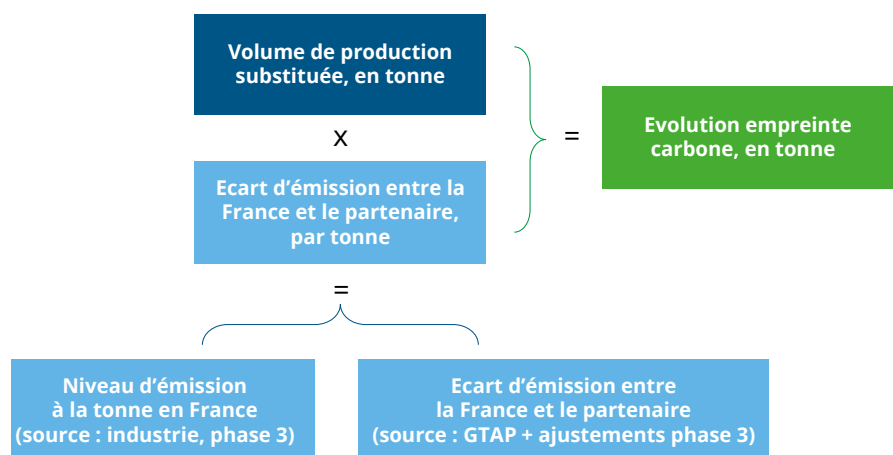 Volume de production
substituée, en tonne
x
Ecart d’émission entre la
France et le partenaire,
par tonne
=
Evolution empreinte
carbone, en tonne
=
Niveau d’émission
à la tonne en France
(source : industrie, phase 3)
Ecart d’émission entre
la France et le partenaire
(source : GTAP + ajustements phase 3)